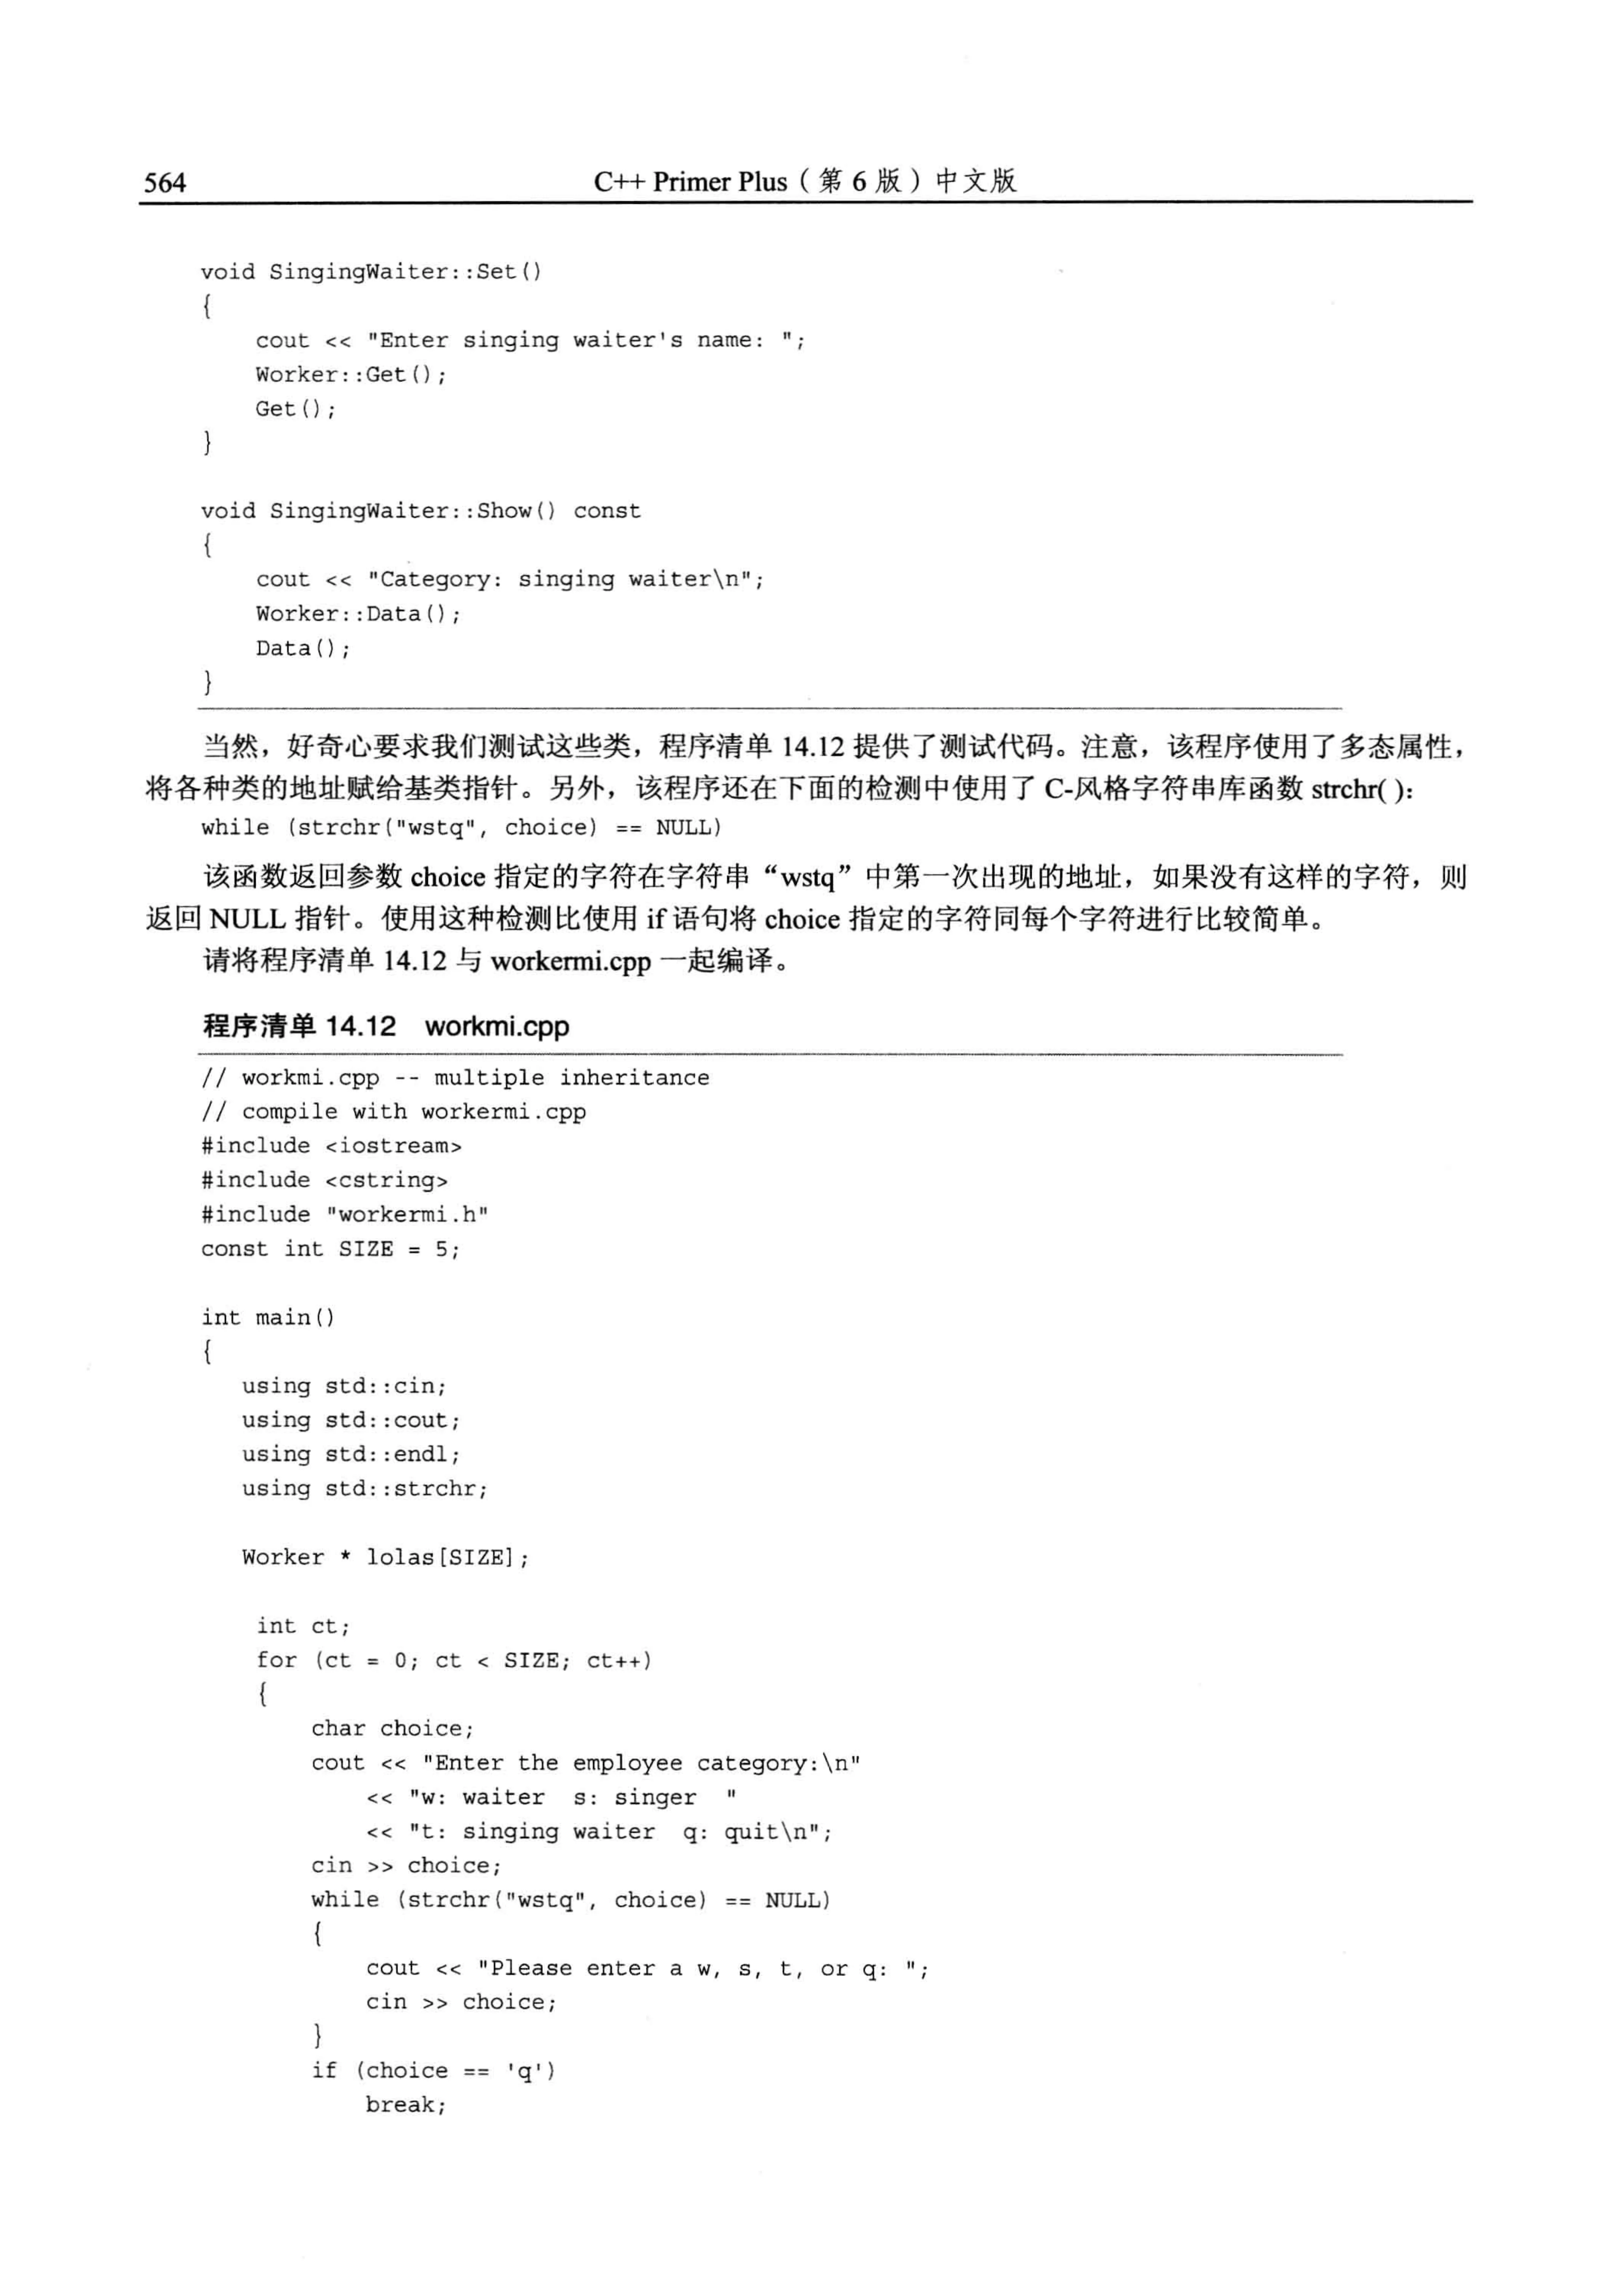 564
C++ Primer Plus（第 6 版）中文版
void SingingWaiter::Set()
{
    cout << "Enter singing waiter's name: ";
    Worker::Get();
    Get();
}
void SingingWaiter::Show() const
{
    cout << "Category: singing waiter\n";
    Worker::Data();
    Data();
}
当然，好奇心要求我们测试这些类，程序清单 14.12 提供了测试代码。注意，该程序使用了多态属性，
将各种类的地址赋给基类指针。另外，该程序还在下面的检测中使用了 C-风格字符串库函数 strchr( )：
while (strchr("wstq", choice) == NULL)
该函数返回参数 choice 指定的字符在字符串“wstq”中第一次出现的地址，如果没有这样的字符，则
返回 NULL 指针。使用这种检测比使用 if 语句将 choice 指定的字符同每个字符进行比较简单。
请将程序清单 14.12 与 workermi.cpp 一起编译。
程序清单 14.12 workmi.cpp
// workmi.cpp -- multiple inheritance
// compile with workermi.cpp
#include <iostream>
#include <cstring>
#include "workermi.h"
const int SIZE = 5;
int main()
{
   using std::cin;
   using std::cout;
   using std::endl;
   using std::strchr;
   Worker * lolas[SIZE];
    int ct;
    for (ct = 0; ct < SIZE; ct++)
    {
        char choice;
        cout << "Enter the employee category:\n"
            << "w: waiter  s: singer  "
            << "t: singing waiter  q: quit\n";
        cin >> choice;
        while (strchr("wstq", choice) == NULL)
        {
            cout << "Please enter a w, s, t, or q: ";
            cin >> choice;
        }
        if (choice == 'q')
            break;